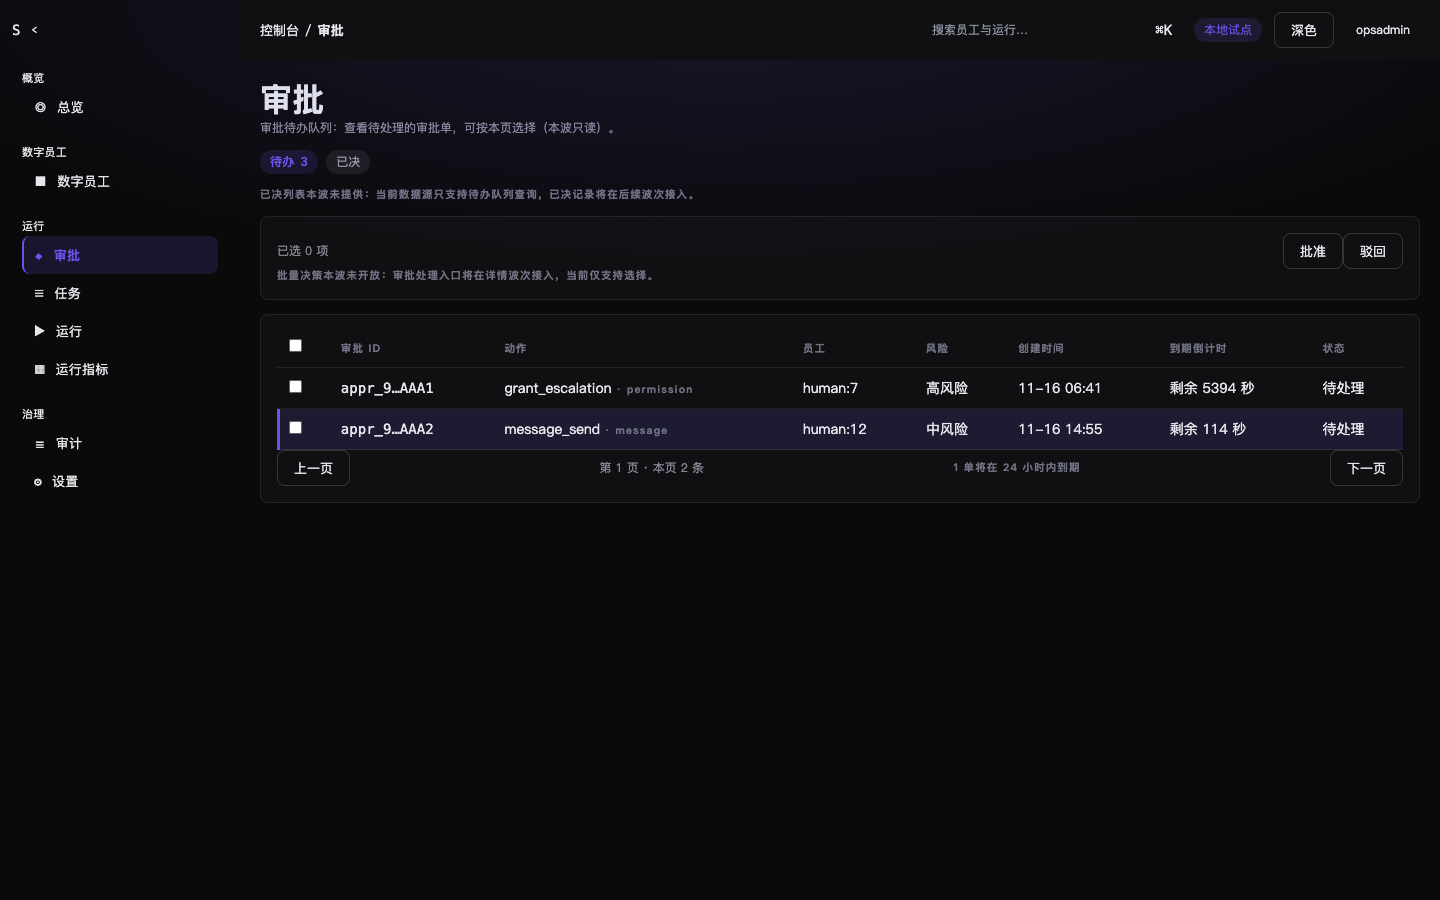 S <
控制台 / 审批
搜索员工与运行...
⌘K
本地试点
深色
opsadmin
概览
总览
数字员工
数字员工
运行
审批
任务
运行
运行指标
治理
审计
设置
审批
审批待办队列：查看待处理的审批单，可按本页选择（本波只读）。
待办 3
已决
已决列表本波未提供：当前数据源只支持待办队列查询，已决记录将在后续波次接入。
已选 0 项
批准
驳回
批量决策本波未开放：审批处理入口将在详情波次接入，当前仅支持选择。
审批 ID 动作 员工 风险 创建时间 到期倒计时 状态
appr_9…AAA1 grant_escalation · permission human:7 高风险 11-16 06:41 剩余 5394 秒 待处理
appr_9…AAA2 message_send · message human:12 中风险 11-16 14:55 剩余 114 秒 待处理
上一页 第 1 页 · 本页 2 条 1 单将在 24 小时内到期 下一页